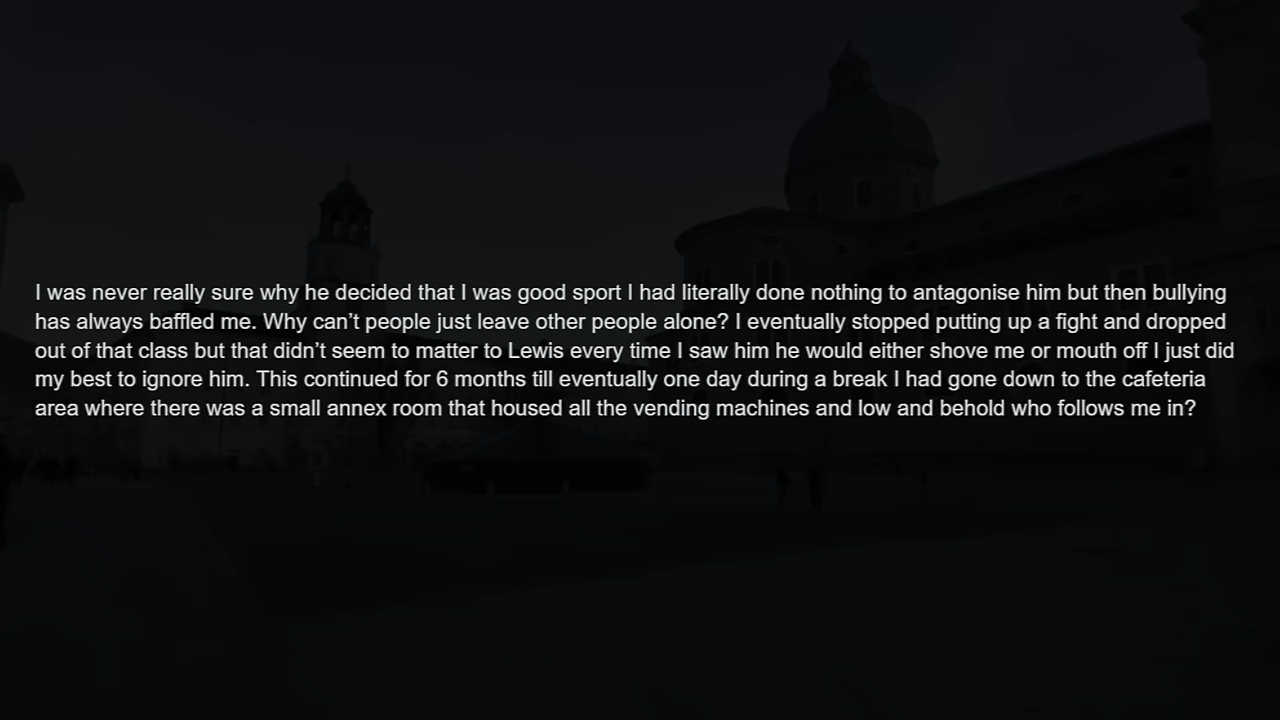 I was never really sure why he decided that I was good sport I had literally done nothing to antagonise him but then bullying
has always baffled me. Why can’t people just leave other people alone? I eventually stopped putting up a fight and dropped
out of that class but that didn’t seem to matter to Lewis every time I saw him he would either shove me or mouth off I just did
my best to ignore him. This continued for 6 months till eventually one day during a break I had gone down to the cafeteria
area where there was a small annex room that housed all the vending machines and low and behold who follows me in?